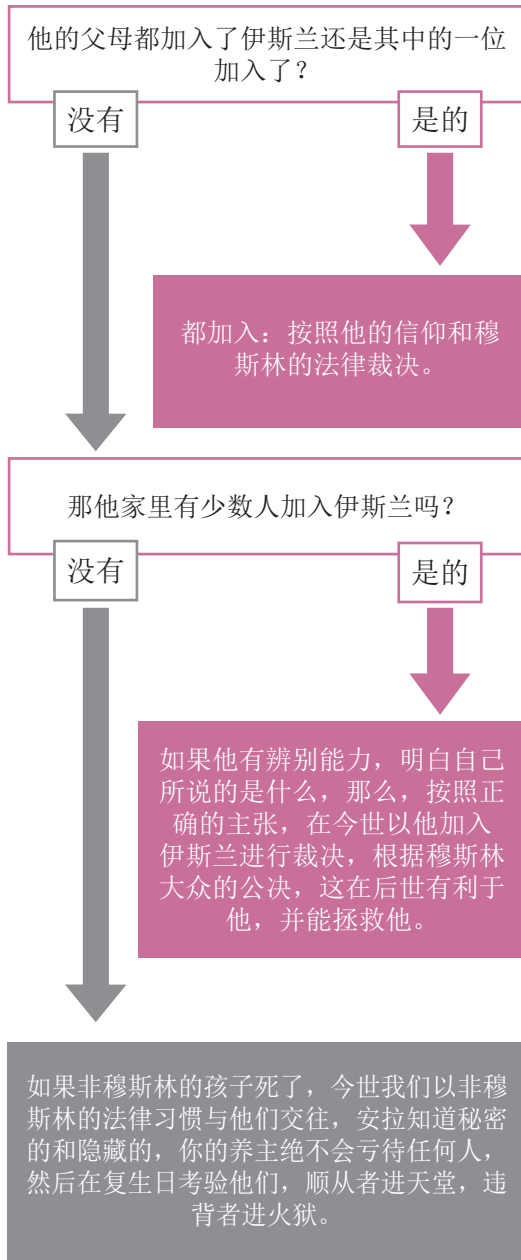 他的父母都加入了伊斯兰还是其中的一位
加入了？
没有
是的
都加入：按照他的信仰和穆
斯林的法律裁决。
那他家里有少数人加入伊斯兰吗？
没有
是的
如果他有辨别能力，明白自己
所说的是什么，那么，按照正
确的主张，在今世以他加入
伊斯兰进行裁决，根据穆斯林
大众的公决，这在后世有利于
他，并能拯救他。
如果非穆斯林的孩子死了，今世我们以非穆
斯林的法律习惯与他们交往，安拉知道秘密
的和隐藏的，你的养主绝不会亏待任何人，
然后在复生日考验他们，顺从者进天堂，违
背者进火狱。